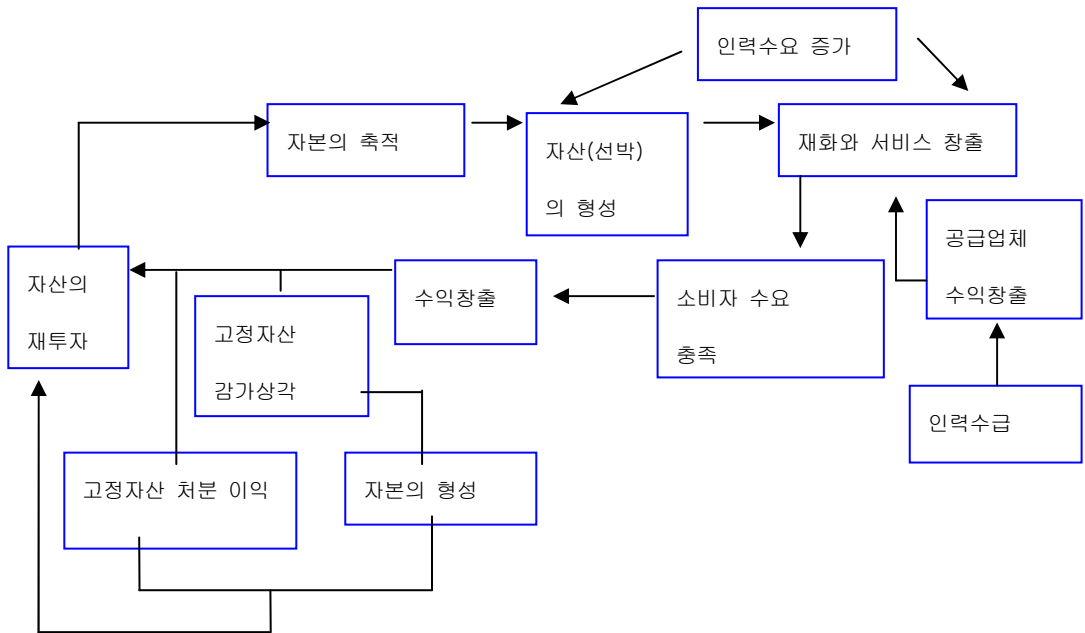 인력수요 증가
자본의 축적
자산(선박)
의 형성
재화와 서비스 창출
공급업체
수익창출
자산의
재투자
수익창출
소비자 수요
충족
고정자산
감가상각
인력수급
고정자산 처분 이익
자본의 형성